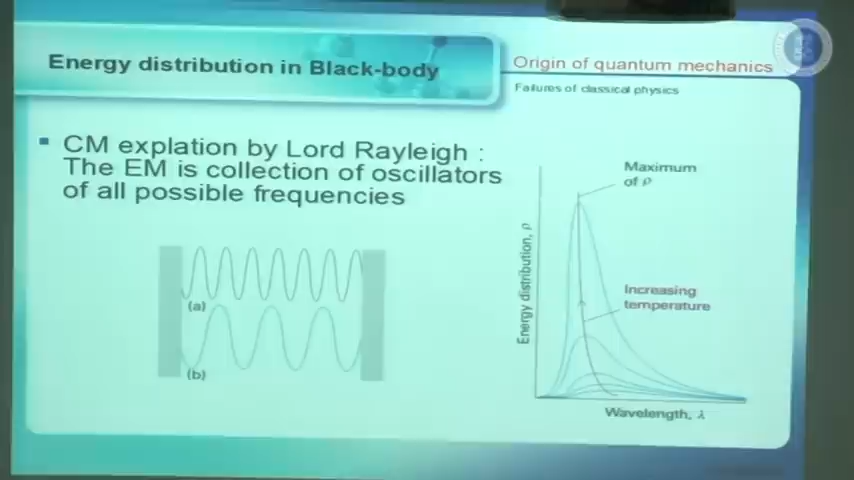 Energy distribution in Black-body
Origin of quantum mechanics
Failures of classical physics
▪ CM explation by Lord Rayleigh :
The EM is collection of oscillators
of all possible frequencies
(a)
(b)
Maximum
of ρ
Energy distribution, ρ
Increasing
temperature
Wavelength, λ